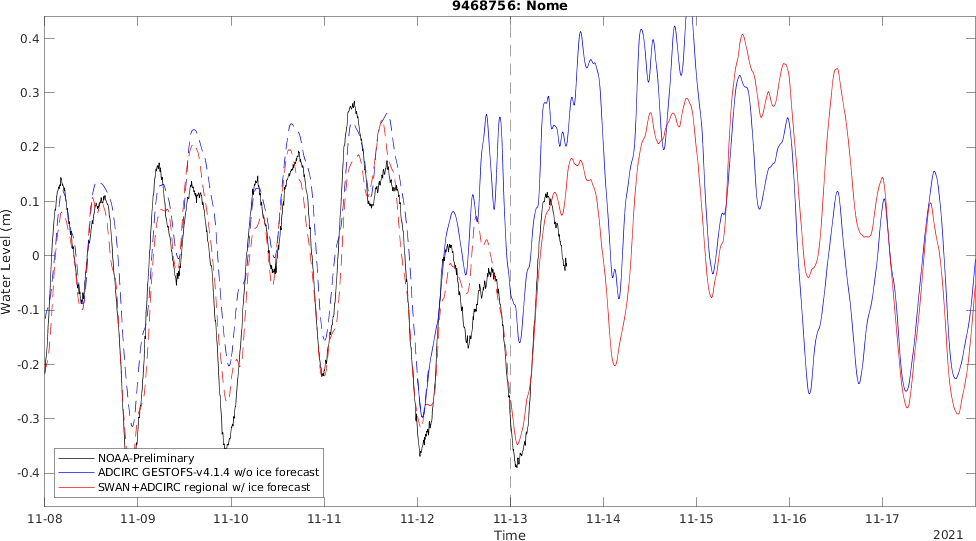 9468756: Nome
0.4
0.3
0.2
0.1
0
-0.1
-0.2
-0.3
-0.4
Water Level (m)
NOAA-Preliminary
ADCIRC GESTOFS-v4.1.4 w/o ice forecast
SWAN+ADCIRC regional w/ ice forecast
11-08 11-09 11-10 11-11 11-12 11-13 11-14 11-15 11-16 11-17
Time
2021